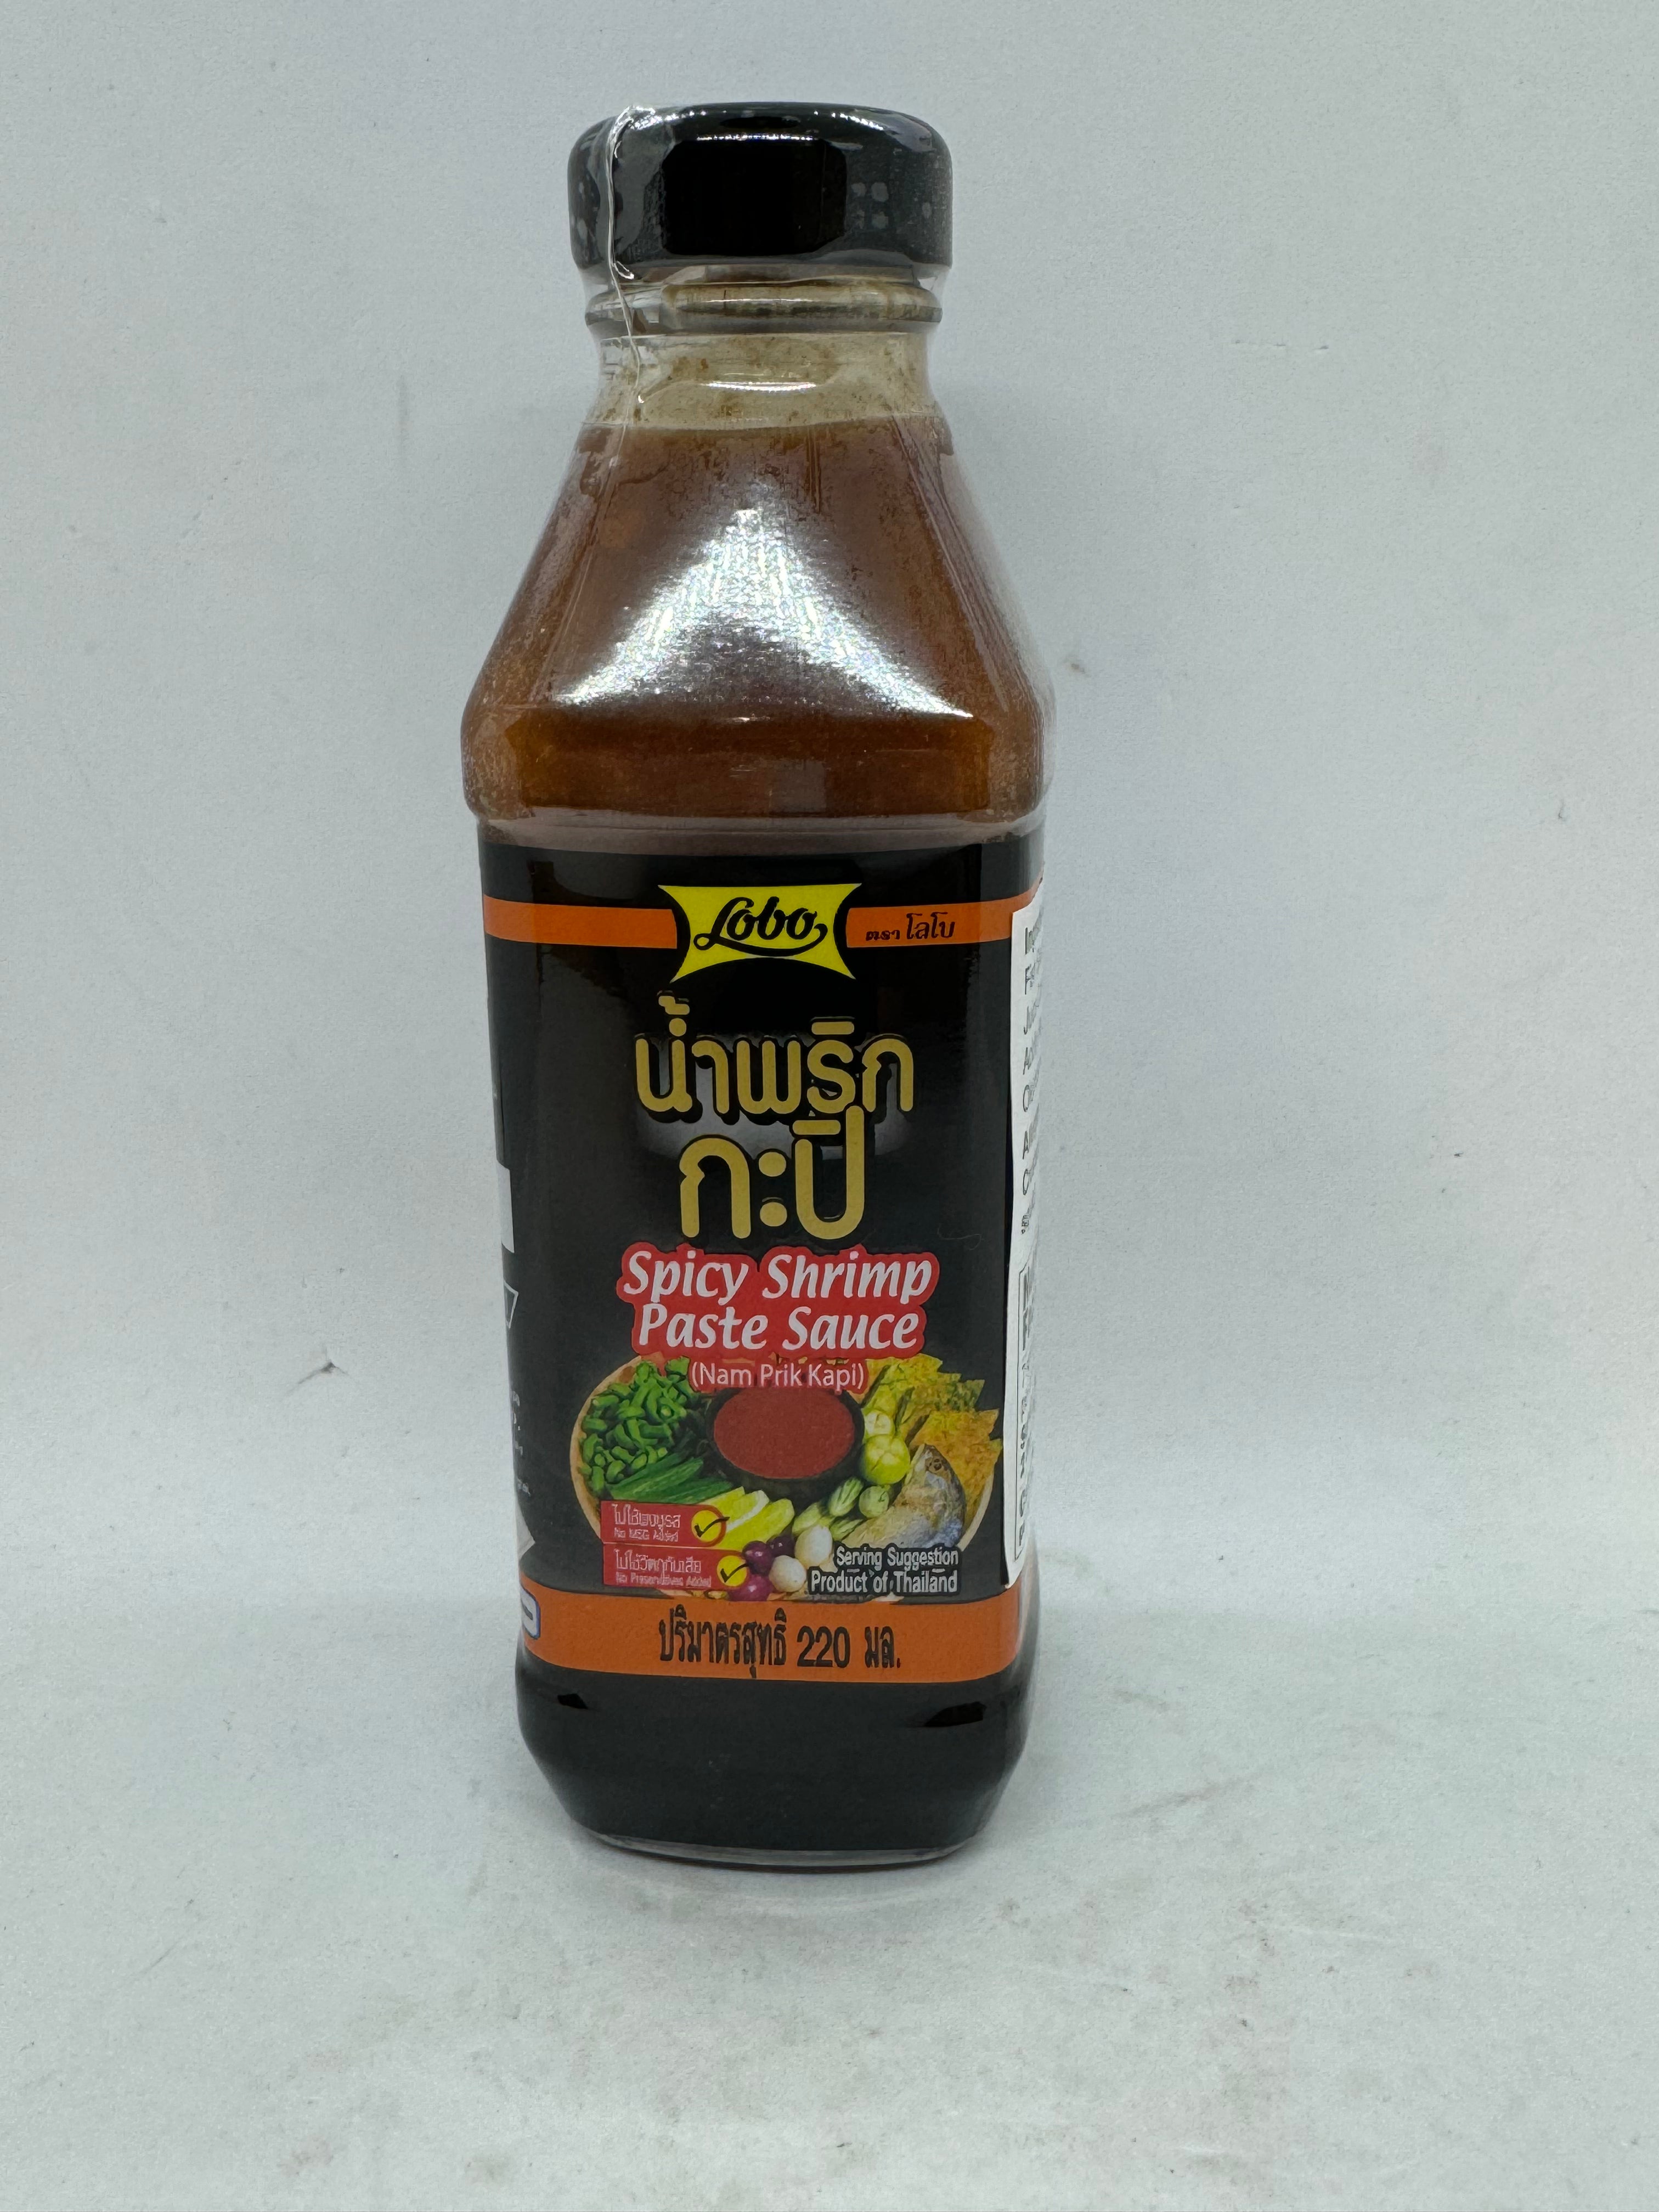 Lobo
ตรา โลโบ
น้ำพริก
กะปิ
Spicy Shrimp
Paste Sauce
(Nam Prik Kapi)
ไม่ใช้ผงชูรส
No MSG Added
ไม่ใช้วัตถุกันเสีย
No Preservatives Added
Serving Suggestion
Product of Thailand
ปริมาตรสุทธิ 220 มล.